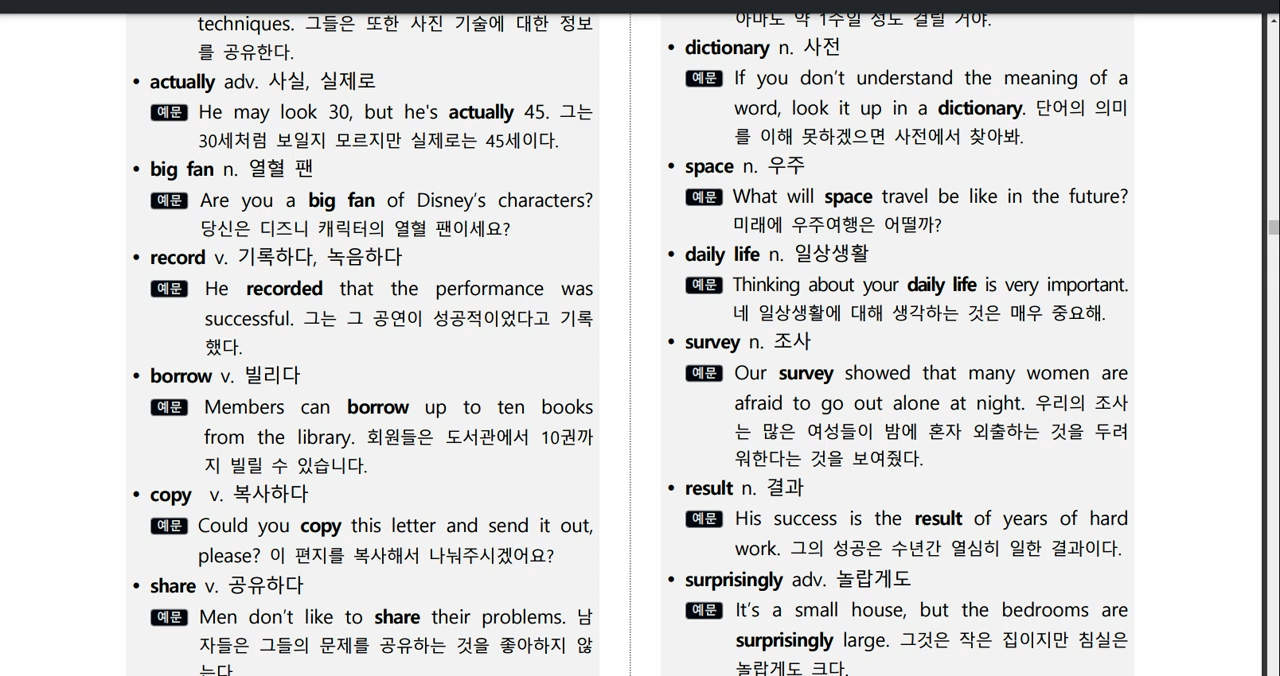 techniques. 그들은 또한 사진 기술에 대한 정보
를 공유한다.
• actually adv. 사실, 실제로
예문 He may look 30, but he's actually 45. 그는
30세처럼 보일지 모르지만 실제로는 45세이다.
• big fan n. 열혈 팬
예문 Are you a big fan of Disney’s characters?
당신은 디즈니 캐릭터의 열혈 팬이세요?
• record v. 기록하다, 녹음하다
예문 He recorded that the performance was
successful. 그는 그 공연이 성공적이었다고 기록
했다.
• borrow v. 빌리다
예문 Members can borrow up to ten books
from the library. 회원들은 도서관에서 10권까
지 빌릴 수 있습니다.
• copy v. 복사하다
예문 Could you copy this letter and send it out,
please? 이 편지를 복사해서 나눠주시겠어요?
• share v. 공유하다
예문 Men don’t like to share their problems. 남
자들은 그들의 문제를 공유하는 것을 좋아하지 않
는다.
아마도 약 1주일 정도 걸릴 거야.
• dictionary n. 사전
예문 If you don’t understand the meaning of a
word, look it up in a dictionary. 단어의 의미
를 이해 못하겠으면 사전에서 찾아봐.
• space n. 우주
예문 What will space travel be like in the future?
미래에 우주여행은 어떨까?
• daily life n. 일상생활
예문 Thinking about your daily life is very important.
네 일상생활에 대해 생각하는 것은 매우 중요해.
• survey n. 조사
예문 Our survey showed that many women are
afraid to go out alone at night. 우리의 조사
는 많은 여성들이 밤에 혼자 외출하는 것을 두려
워한다는 것을 보여줬다.
• result n. 결과
예문 His success is the result of years of hard
work. 그의 성공은 수년간 열심히 일한 결과이다.
• surprisingly adv. 놀랍게도
예문 It’s a small house, but the bedrooms are
surprisingly large. 그것은 작은 집이지만 침실은
놀랍게도 크다.